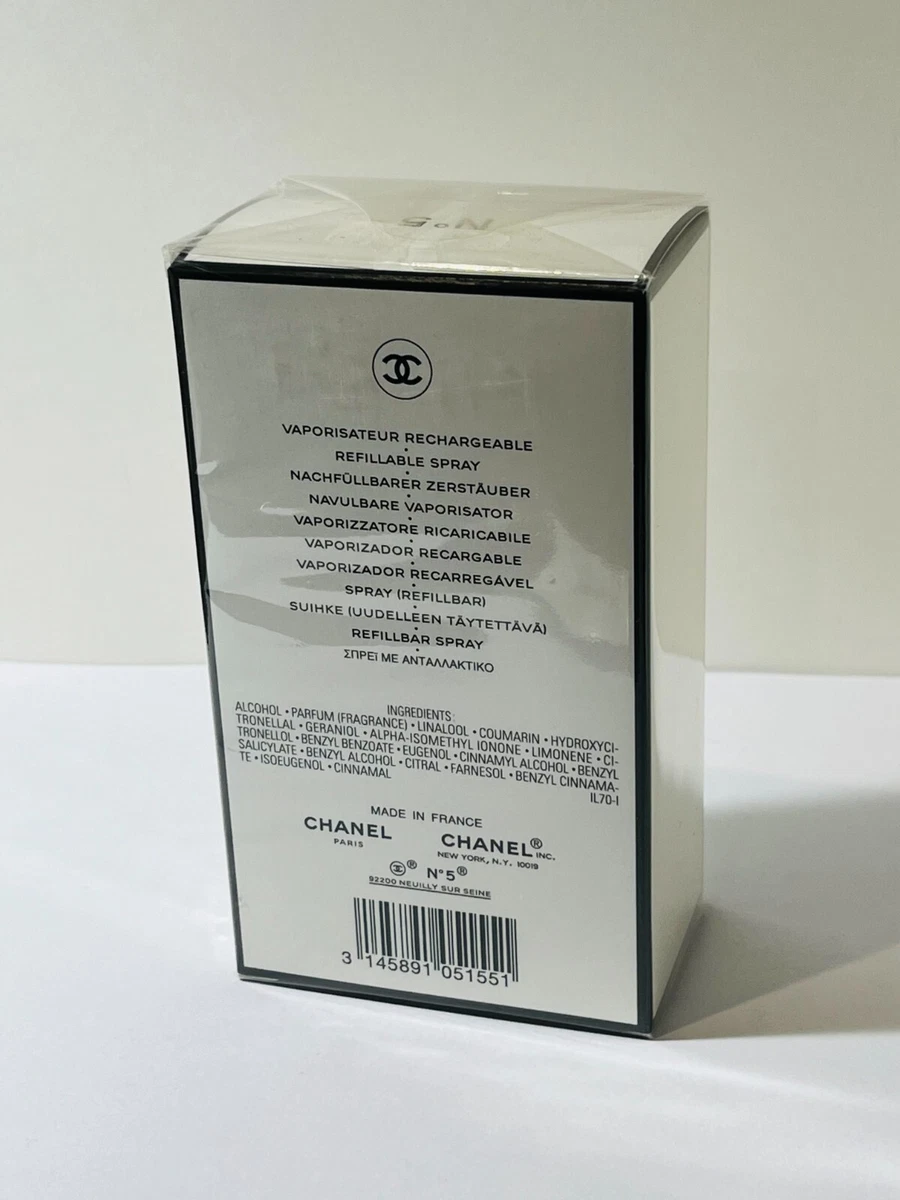 N°5
VAPORISATEUR RECHARGEABLE
•
REFILLABLE SPRAY
•
NACHFÜLLBARER ZERSTÄUBER
•
NAVULBARE VAPORISATOR
•
VAPORIZZATORE RICARICABILE
•
VAPORIZADOR RECARGABLE
•
VAPORIZADOR RECARREGÁVEL
•
SPRAY (REFILLBAR)
•
SUIHKE (UUDELLEEN TÄYTETTÄVÄ)
•
REFILLBAR SPRAY
•
ΣΠΡΕΪ ΜΕ ΑΝΤΑΛΛΑΚΤΙΚΟ
INGREDIENTS:
ALCOHOL • PARFUM (FRAGRANCE) • LINALOOL • COUMARIN • HYDROXYCI-
TRONELLAL • GERANIOL • ALPHA-ISOMETHYL IONONE • LIMONENE • CI-
TRONELLOL • BENZYL BENZOATE • EUGENOL • CINNAMYL ALCOHOL • BENZYL
SALICYLATE • BENZYL ALCOHOL • CITRAL • FARNESOL • BENZYL CINNAMA-
TE • ISOEUGENOL • CINNAMAL
IL70-I
MADE IN FRANCE
CHANEL
PARIS
CHANEL® INC.
NEW YORK, N.Y. 10019
® N°5®
92200 NEUILLY SUR SEINE
3 145891 051551